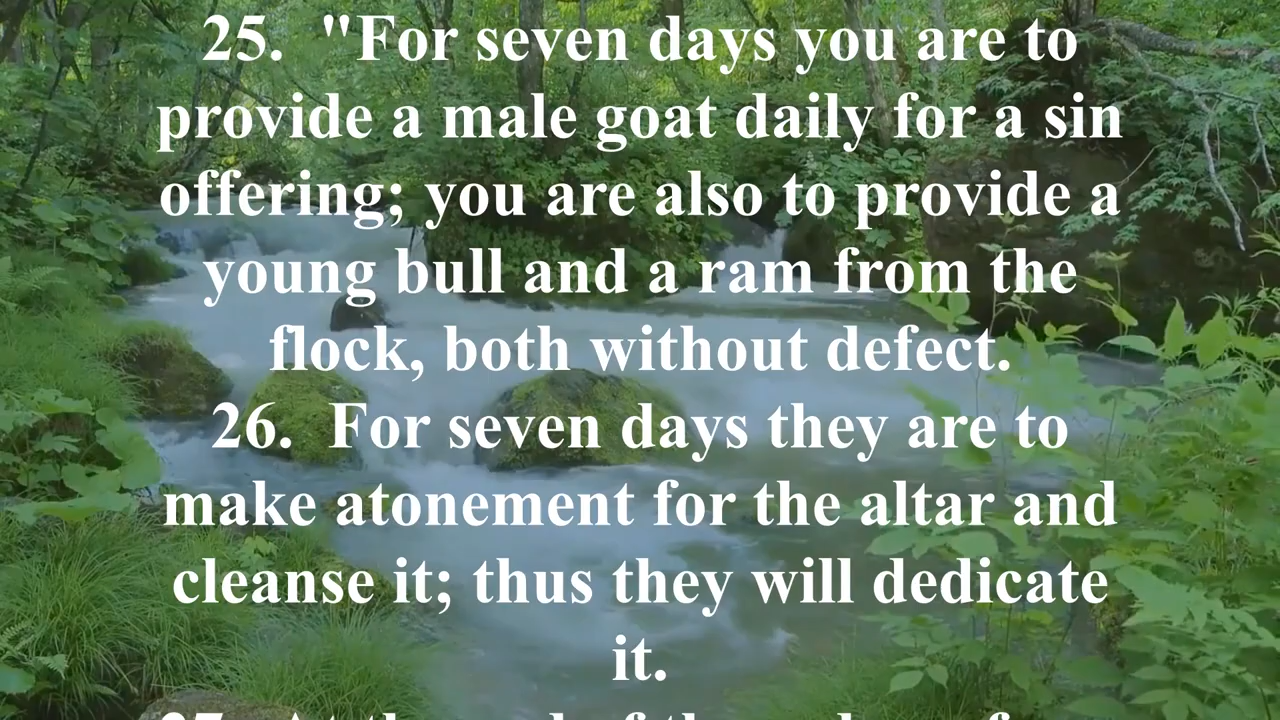 25.  "For seven days you are to
provide a male goat daily for a sin
offering; you are also to provide a
young bull and a ram from the
flock, both without defect.
26.  For seven days they are to
make atonement for the altar and
cleanse it; thus they will dedicate
it.